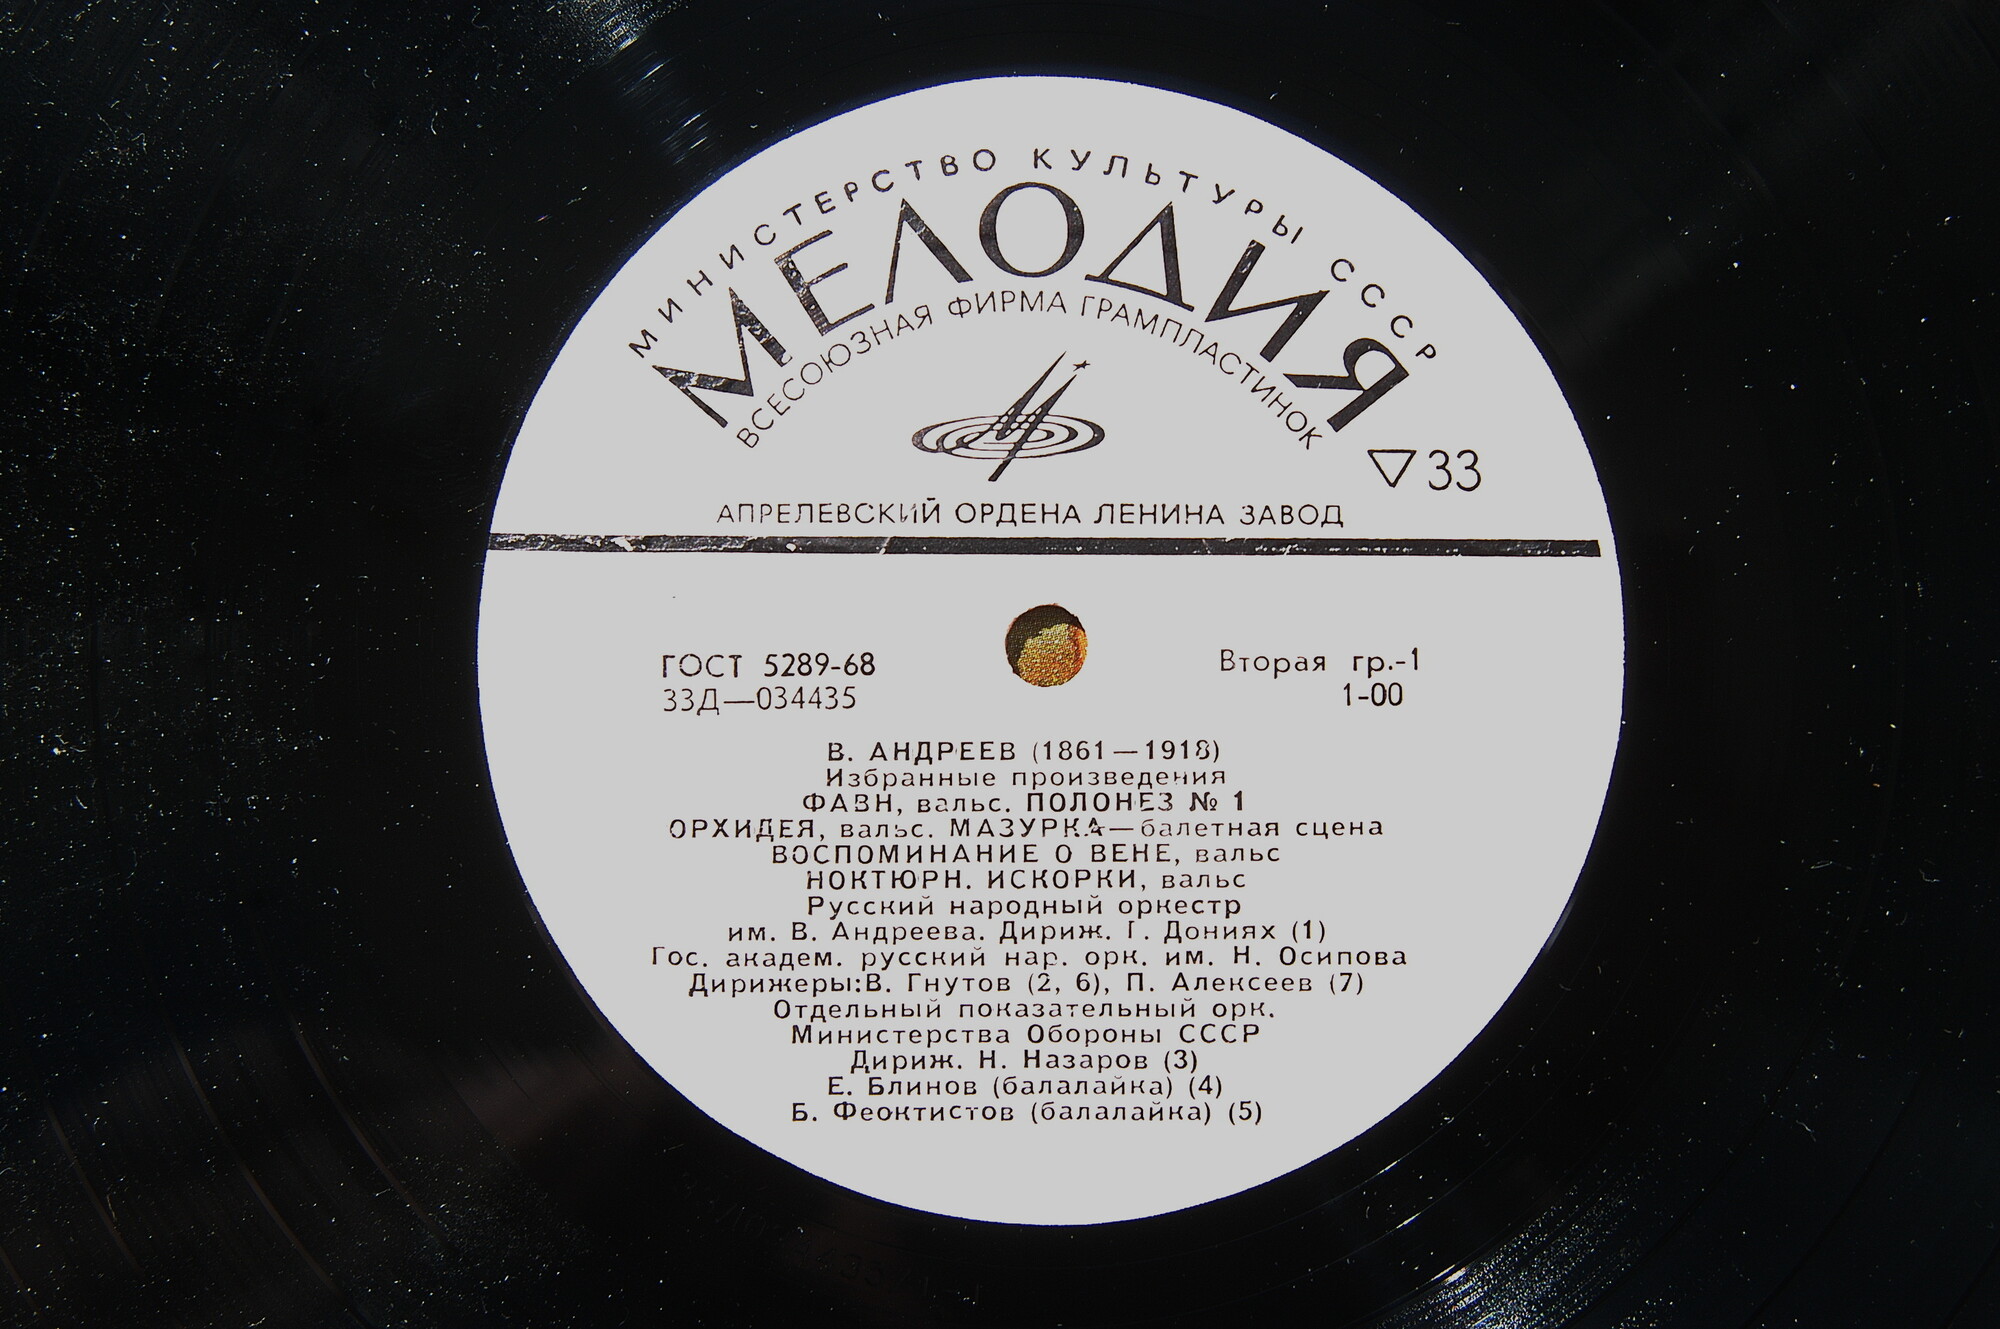 МИНИСТЕРСТВО КУЛЬТУРЫ СССР
МЕЛОДИЯ
ВСЕСОЮЗНАЯ ФИРМА ГРАМПЛАСТИНОК
▽33
АПРЕЛЕВСКИЙ ОРДЕНА ЛЕНИНА ЗАВОД
ГОСТ 5289-68
33Д—034435
Вторая гр.-1
1-00
В. АНДРЕЕВ (1861—1918)
Избранные произведения
ФАВН, вальс. ПОЛОНЕЗ № 1
ОРХИДЕЯ, вальс. МАЗУРКА—балетная сцена
ВОСПОМИНАНИЕ О ВЕНЕ, вальс
НОКТЮРН. ИСКОРКИ, вальс
Русский народный оркестр
им. В. Андреева. Дириж. Г. Дониях (1)
Гос. академ. русский нар. орк. им. Н. Осипова
Дирижеры:В. Гнутов (2, 6), П. Алексеев (7)
Отдельный показательный орк.
Министерства Обороны СССР
Дириж. Н. Назаров (3)
Е. Блинов (балалайка) (4)
Б. Феоктистов (балалайка) (5)